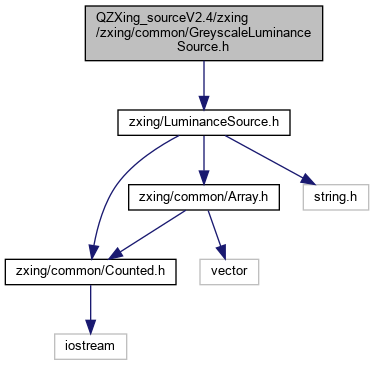 QZXing_sourceV2.4/zxing
/zxing/common/GreyscaleLuminance
Source.h
zxing/LuminanceSource.h
zxing/common/Array.h
string.h
zxing/common/Counted.h
vector
iostream